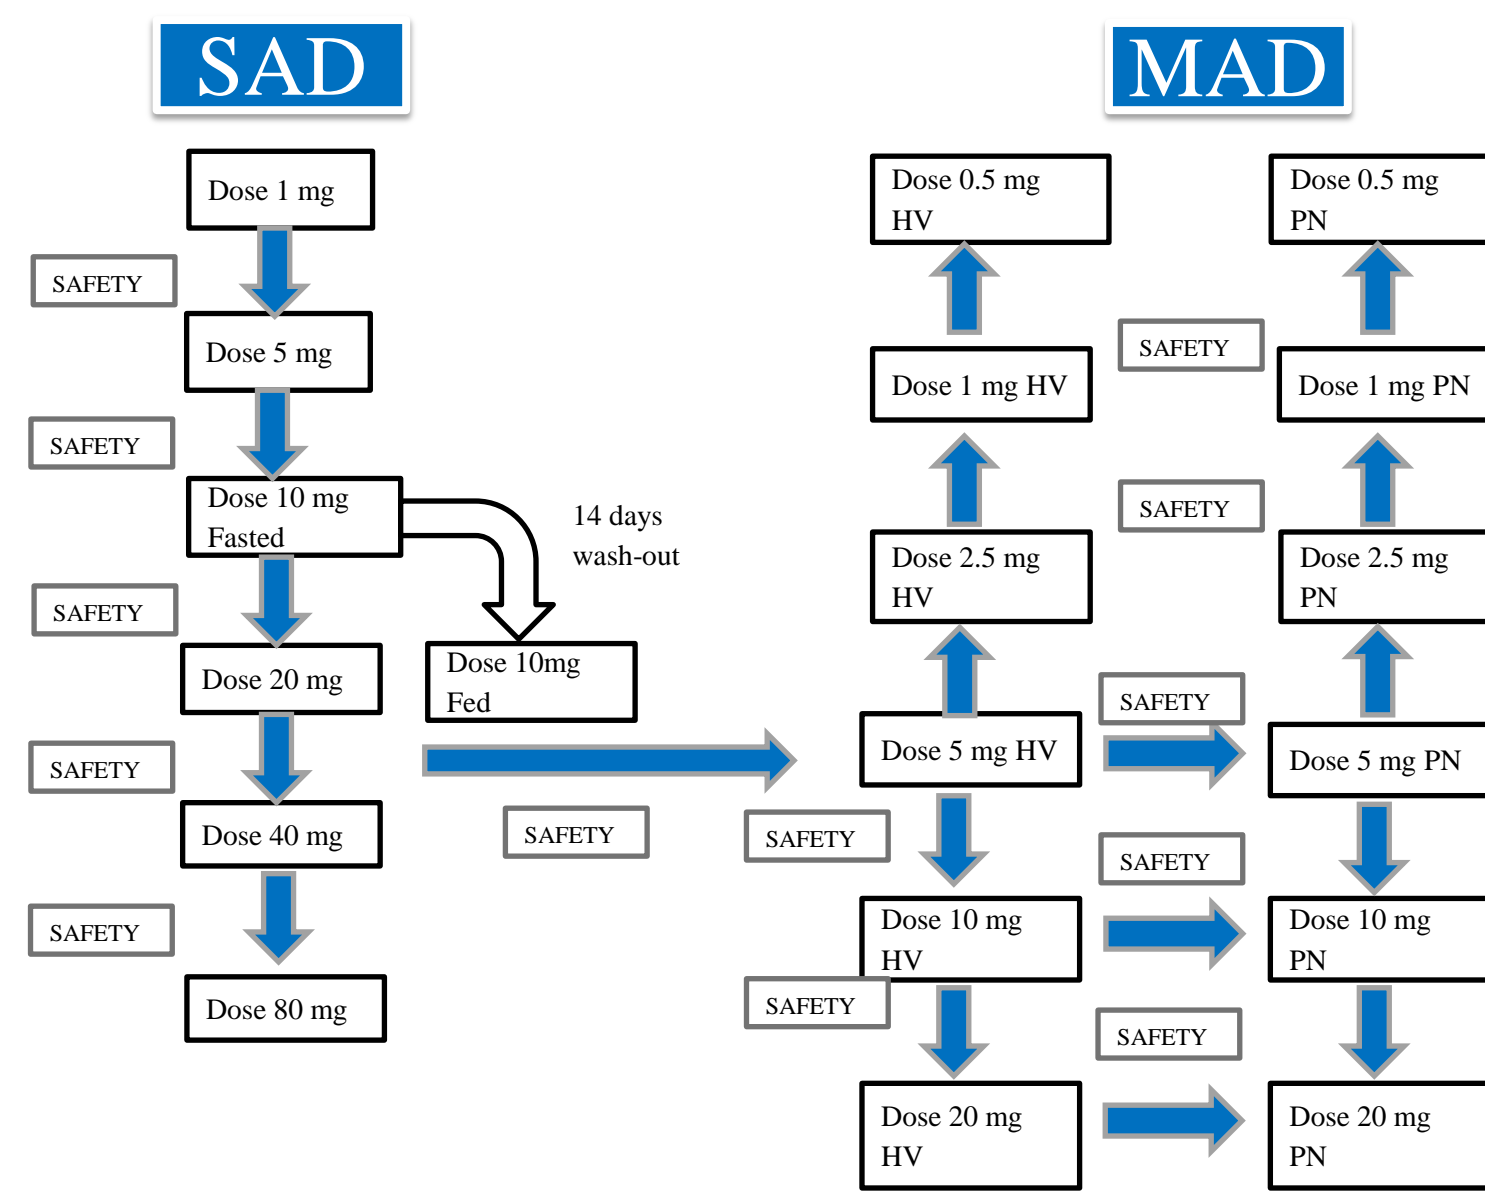 SAD
Dose 1 mg
SAFETY
Dose 5 mg
SAFETY
Dose 10 mg
Fasted
14 days
wash-out
SAFETY
Dose 20 mg
Dose 10mg
Fed
SAFETY
Dose 40 mg
SAFETY
SAFETY
Dose 80 mg
MAD
Dose 0.5 mg
HV
Dose 0.5 mg
PN
SAFETY
Dose 1 mg HV
Dose 1 mg PN
SAFETY
Dose 2.5 mg
HV
Dose 2.5 mg
PN
SAFETY
Dose 5 mg HV
Dose 5 mg PN
SAFETY
SAFETY
Dose 10 mg
HV
Dose 10 mg
PN
SAFETY
SAFETY
Dose 20 mg
HV
Dose 20 mg
PN